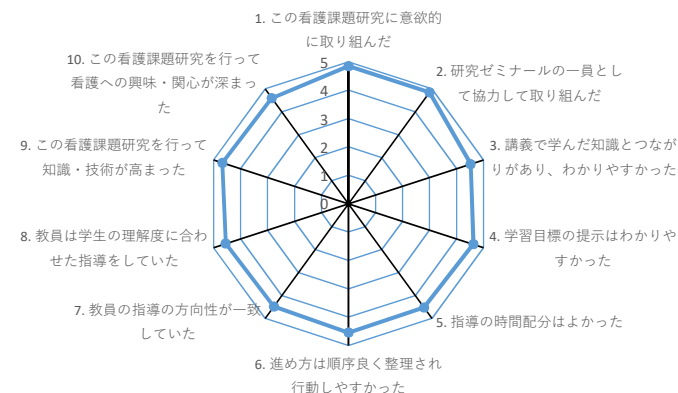 1. この看護課題研究に意欲的
に取り組んだ
2. 研究ゼミナールの一員とし
て協力して取り組んだ
3. 講義で学んだ知識とつなが
りがあり、わかりやすかった
4. 学習目標の提示はわかりや
すかった
5. 指導の時間配分はよかった
6. 進め方は順序良く整理され
行動しやすかった
7. 教員の指導の方向性が一致
していた
8. 教員は学生の理解度に合わ
せた指導をしていた
9. この看護課題研究を行って
知識・技術が高まった
10. この看護課題研究を行って
看護への興味・関心が深まっ
た
5
4
3
2
1
0